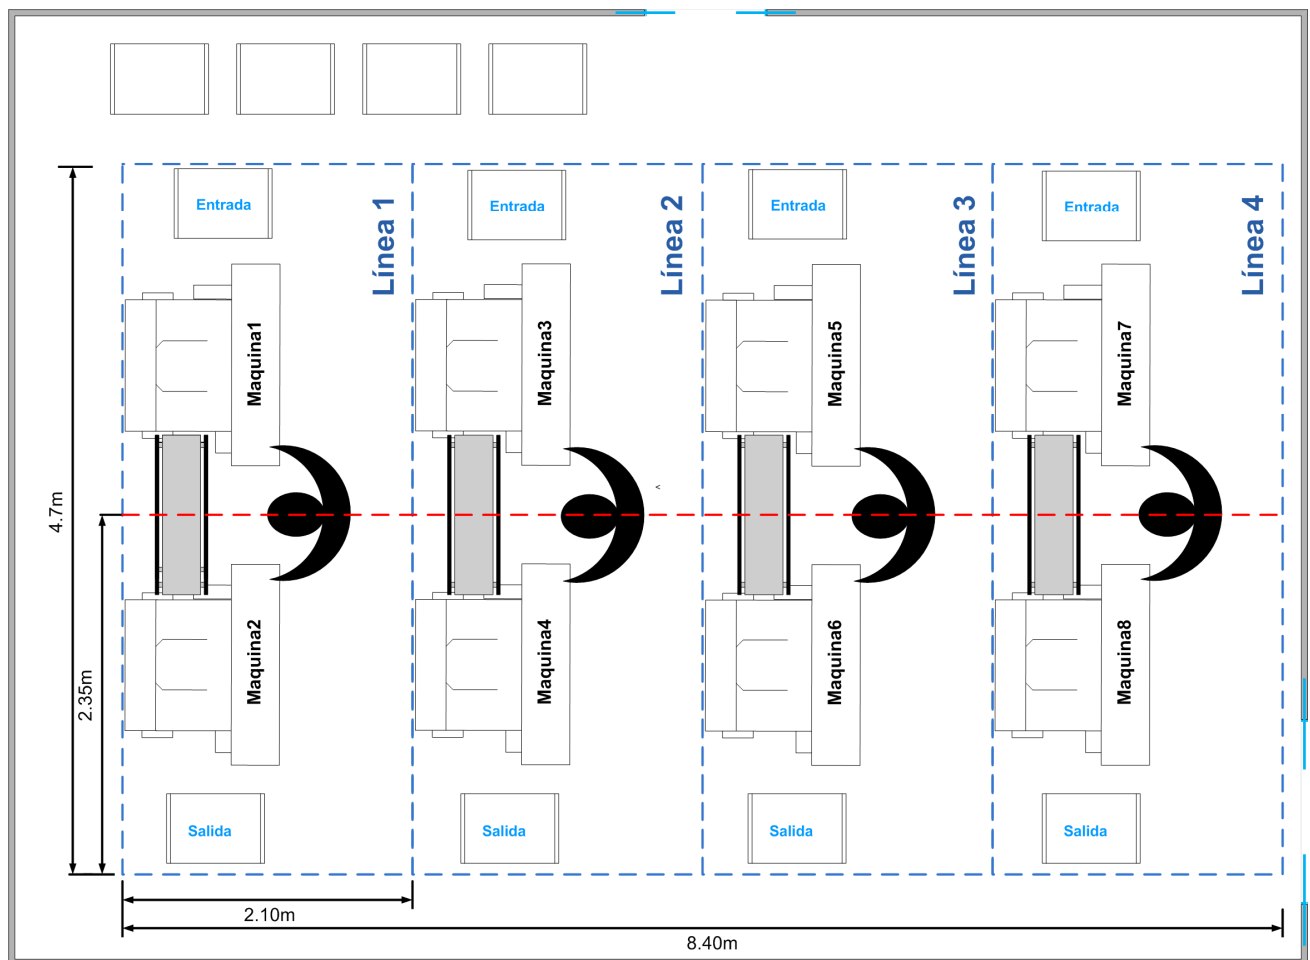 Entrada
Entrada
Entrada
Entrada
Línea 1
Línea 2
Línea 3
Línea 4
Maquina1
Maquina3
Maquina5
Maquina7
4.7m
<
2.35m
Maquina2
Maquina4
Maquina6
Maquina8
Salida
Salida
Salida
Salida
2.10m
8.40m